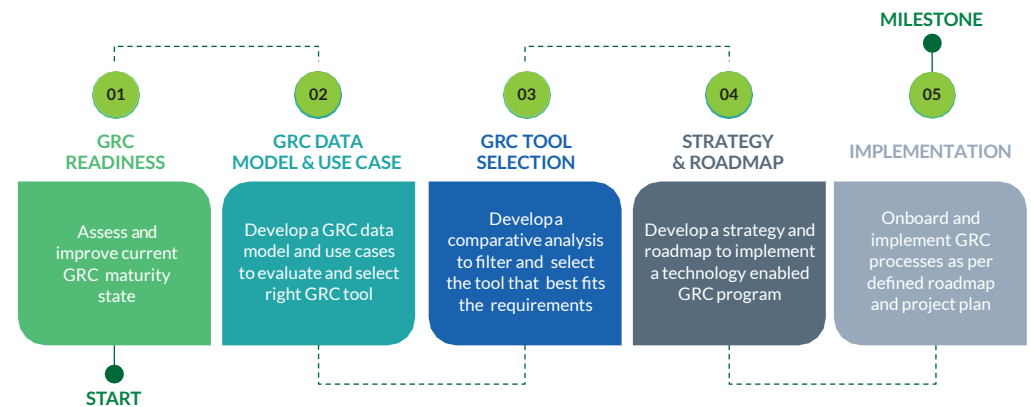 MILESTONE
01
02
03
04
05
GRC
READINESS
GRC DATA
MODEL & USE CASE
GRC TOOL
SELECTION
STRATEGY
& ROADMAP
IMPLEMENTATION
Assess and
improve current
GRC maturity
state
Develop a GRC data
model and use cases
to evaluate and select
right GRC tool
Develop a
comparative analysis
to filter and select
the tool that best fits
the requirements
Develop a strategy and
roadmap to implement
a technology enabled
GRC program
Onboard and
implement GRC
processes as per
defined roadmap
and project plan
START